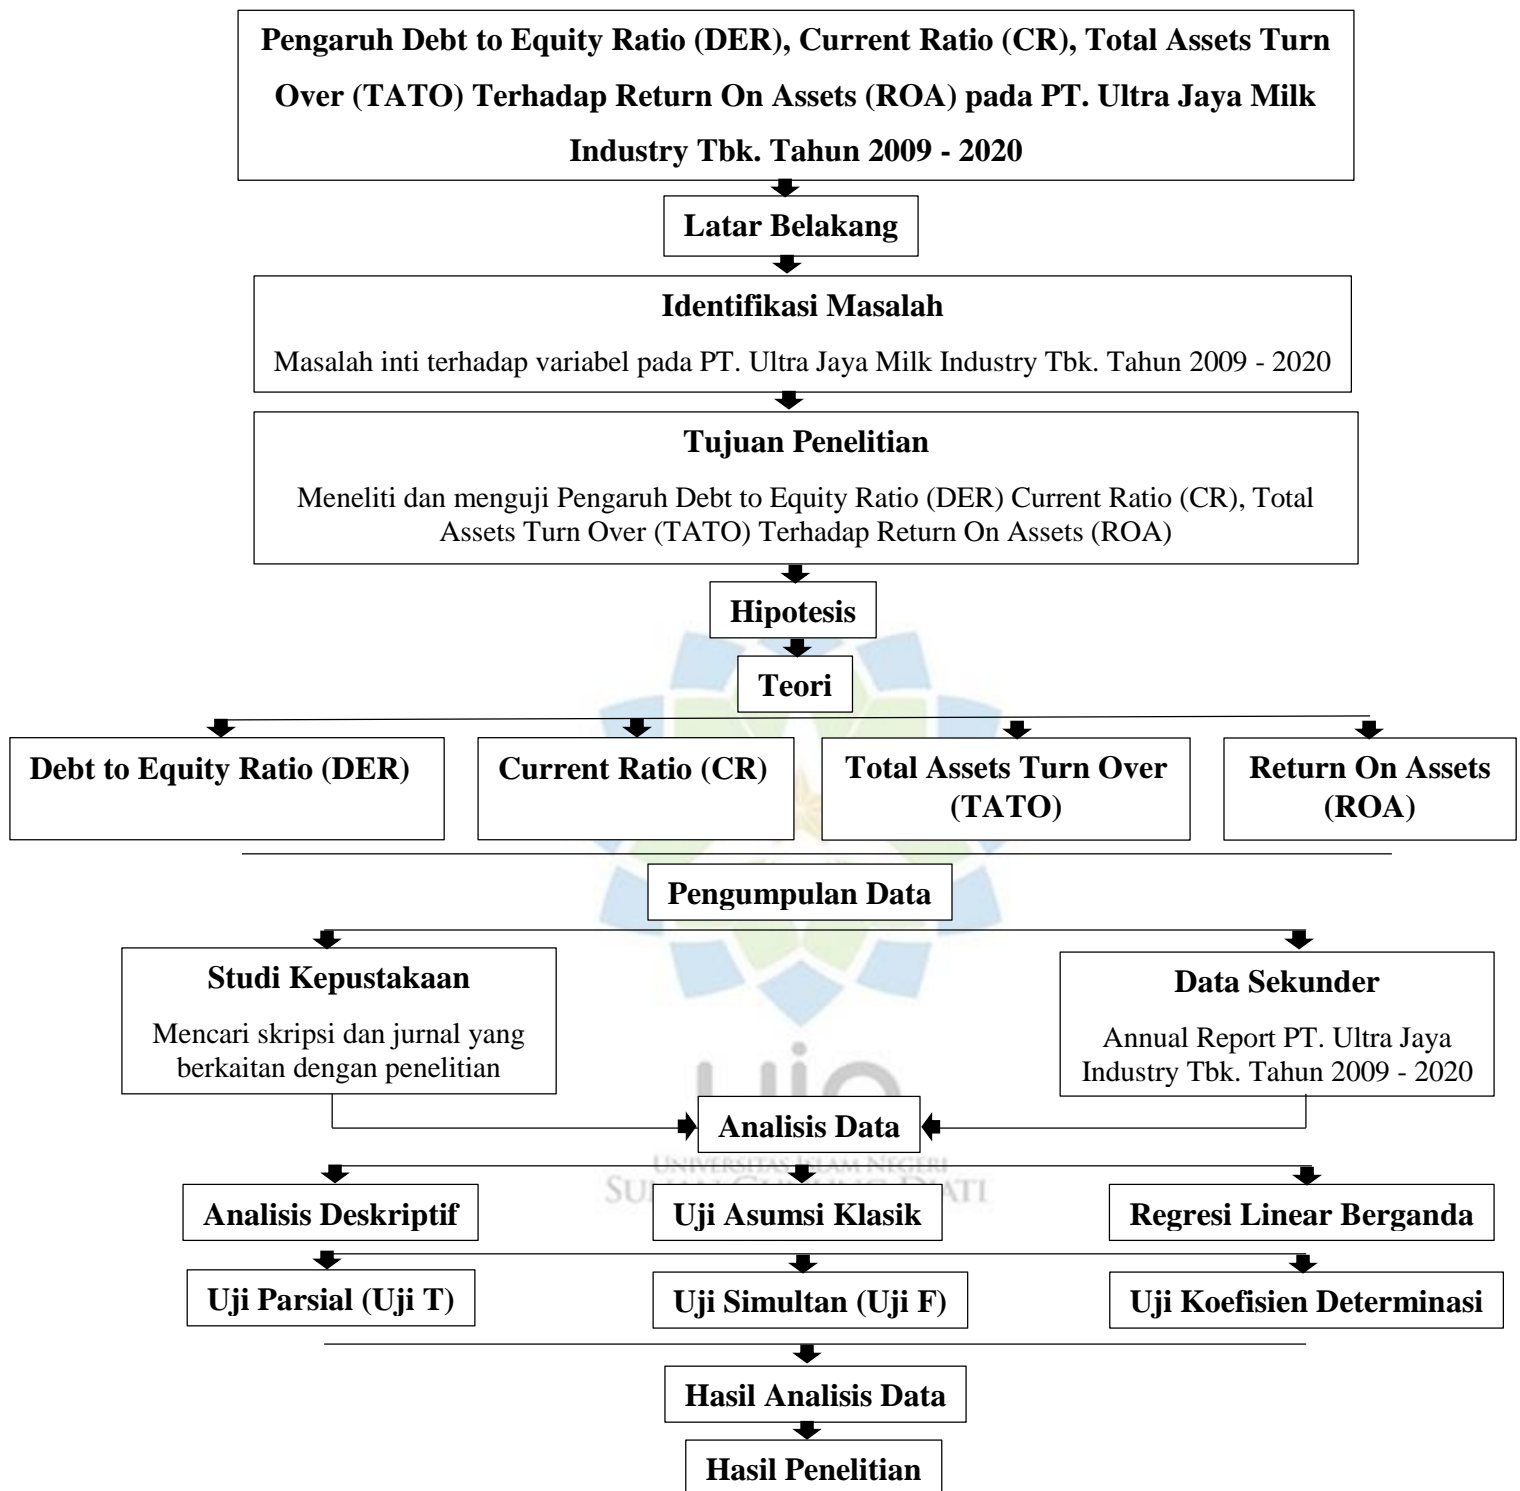 Pengaruh Debt to Equity Ratio (DER), Current Ratio (CR), Total Assets Turn
Over (TATO) Terhadap Return On Assets (ROA) pada PT. Ultra Jaya Milk
Industry Tbk. Tahun 2009 - 2020
Latar Belakang
Identifikasi Masalah
Masalah inti terhadap variabel pada PT. Ultra Jaya Milk Industry Tbk. Tahun 2009 - 2020
Tujuan Penelitian
Meneliti dan menguji Pengaruh Debt to Equity Ratio (DER) Current Ratio (CR), Total
Assets Turn Over (TATO) Terhadap Return On Assets (ROA)
Hipotesis
Teori
Debt to Equity Ratio (DER)
Current Ratio (CR)
Total Assets Turn Over
(TATO)
Return On Assets
(ROA)
Pengumpulan Data
Studi Kepustakaan
Mencari skripsi dan jurnal yang
berkaitan dengan penelitian
Data Sekunder
Annual Report PT. Ultra Jaya
Industry Tbk. Tahun 2009 - 2020
uin
Analisis Data
UNIVERSITAS ISLAM NEGERI
Analisis Deskriptif
Uji Asumsi Klasik
Regresi Linear Berganda
Uji Parsial (Uji T)
Uji Simultan (Uji F)
Uji Koefisien Determinasi
Hasil Analisis Data
Hasil Penelitian